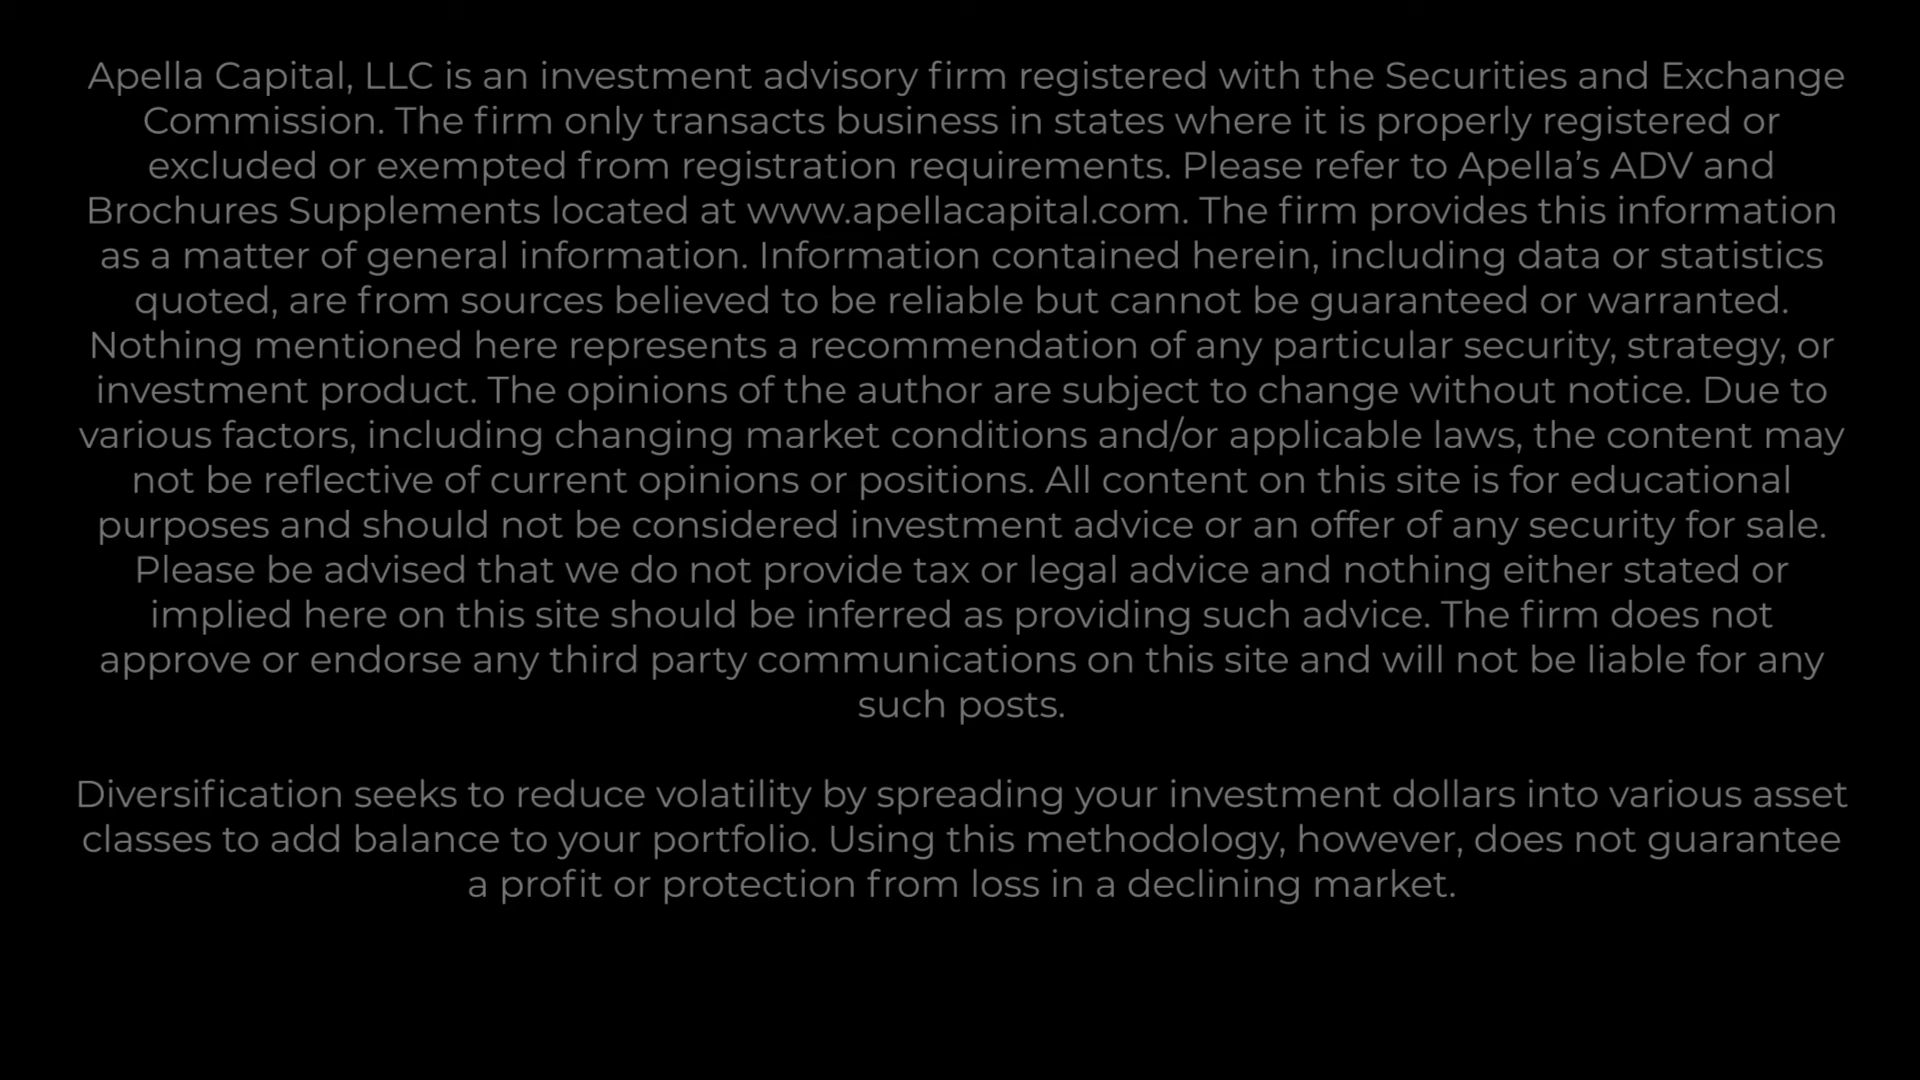 Apella Capital, LLC is an investment advisory firm registered with the Securities and Exchange
Commission. The firm only transacts business in states where it is properly registered or
excluded or exempted from registration requirements. Please refer to Apella’s ADV and
Brochures Supplements located at www.apellacapital.com. The firm provides this information
as a matter of general information. Information contained herein, including data or statistics
quoted, are from sources believed to be reliable but cannot be guaranteed or warranted.
Nothing mentioned here represents a recommendation of any particular security, strategy, or
investment product. The opinions of the author are subject to change without notice. Due to
various factors, including changing market conditions and/or applicable laws, the content may
not be reflective of current opinions or positions. All content on this site is for educational
purposes and should not be considered investment advice or an offer of any security for sale.
Please be advised that we do not provide tax or legal advice and nothing either stated or
implied here on this site should be inferred as providing such advice. The firm does not
approve or endorse any third party communications on this site and will not be liable for any
such posts.
Diversification seeks to reduce volatility by spreading your investment dollars into various asset
classes to add balance to your portfolio. Using this methodology, however, does not guarantee
a profit or protection from loss in a declining market.